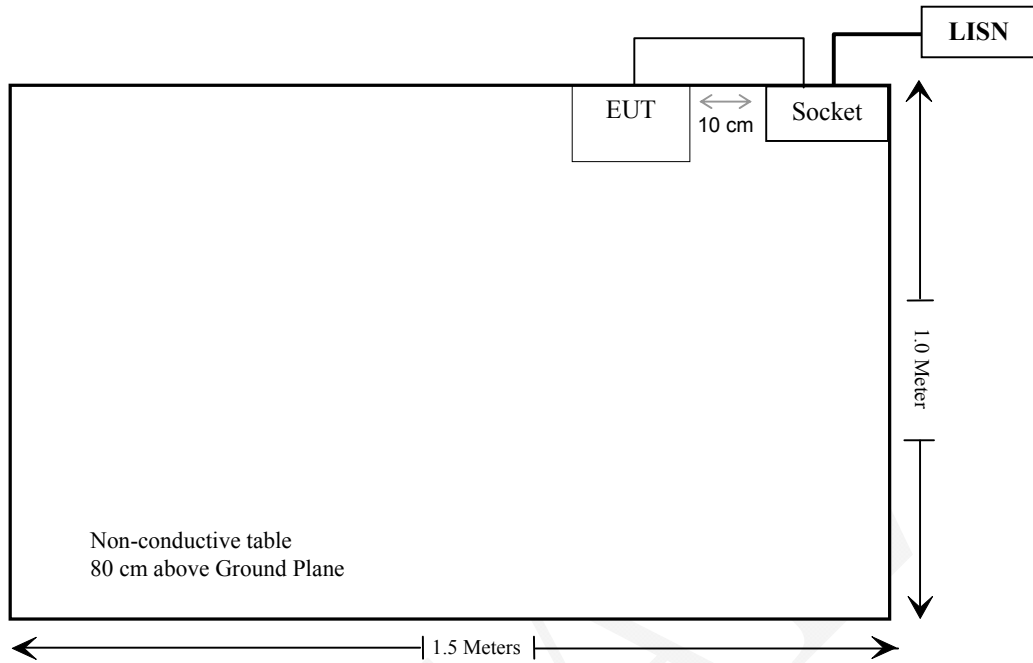 LISN
EUT
10 cm
Socket
1.0 Meter
Non-conductive table
80 cm above Ground Plane
1.5 Meters